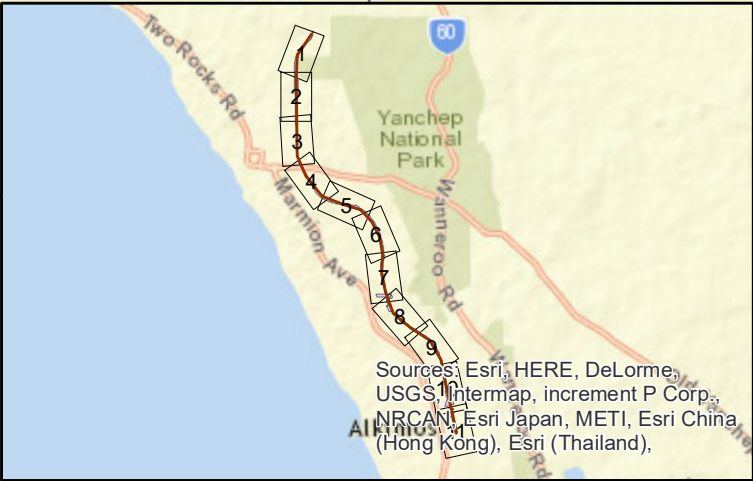 60
Two Rocks Rd
1
2
Yanchep
National
Park
3
4
Marmion Ave
5
Wanneroo Rd
6
7
8
9
Sources: Esri, HERE, DeLorme,
USGS, Intermap, increment P Corp.,
NRCAN, Esri Japan, METI, Esri China
(Hong Kong), Esri (Thailand),